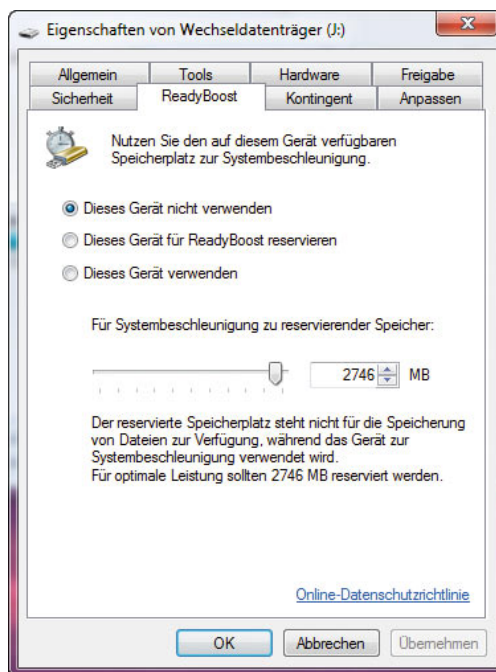 Eigenschaften von Wechseldatenträger (J:)
Allgemein Tools Hardware Freigabe
Sicherheit ReadyBoost Kontingent Anpassen
Nutzen Sie den auf diesem Gerät verfügbaren
Speicherplatz zur Systembeschleunigung.
Dieses Gerät nicht verwenden
Dieses Gerät für ReadyBoost reservieren
Dieses Gerät verwenden
Für Systembeschleunigung zu reservierender Speicher:
2746 MB
Der reservierte Speicherplatz steht nicht für die Speicherung
von Dateien zur Verfügung, während das Gerät zur
Systembeschleunigung verwendet wird.
Für optimale Leistung sollten 2746 MB reserviert werden.
Online-Datenschutzrichtlinie
OK Abbrechen Übernehmen